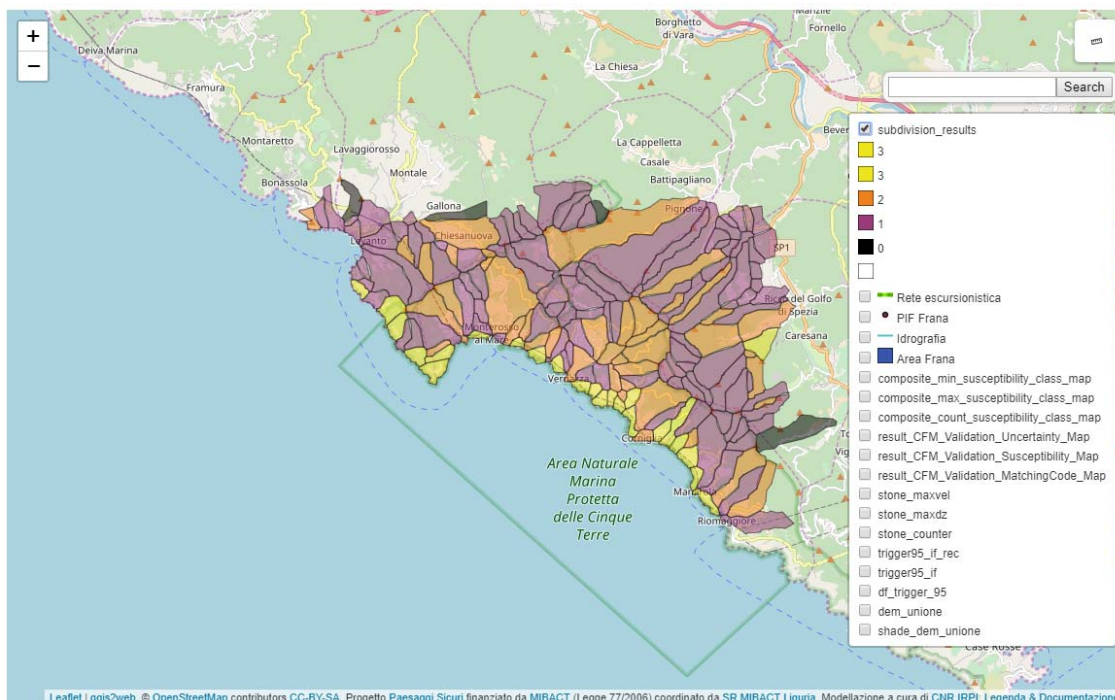 +
−
Deiva Marina
Framura
Montaretto
Bonassola
Lavaggiorosso
Montale
Levanto
Gallona
Chiesanuova
Monterosso
al Mare
Vernazza
Corniglia
Manarola
Riomaggiore
Borghetto
di Vara
La Chiesa
La Cappelletta
Casale
Battipagliano
Pignone
Fornello
SP1
Riccò del Golfo
di Spezia
Caresana
Area Naturale
Marina
Protetta
delle Cinque
Terre
Search
subdivision_results
3
3
2
1
0
Rete escursionistica
PIF Frana
Idrografia
Area Frana
composite_min_susceptibility_class_map
composite_max_susceptibility_class_map
composite_count_susceptibility_class_map
result_CFM_Validation_Uncertainty_Map
result_CFM_Validation_Susceptibility_Map
result_CFM_Validation_MatchingCode_Map
stone_maxvel
stone_maxdz
stone_counter
trigger95_if_rec
trigger95_if
df_trigger_95
dem_unione
shade_dem_unione
Case Rosse
Leaflet | qgis2web, © OpenStreetMap contributors CC-BY-SA, Progetto Paesaggi Sicuri finanziato da MIBACT (Legge 77/2006) coordinato da SR MIBACT Liguria, Modellazione a cura di CNR IRPI; Legenda & Documentazione